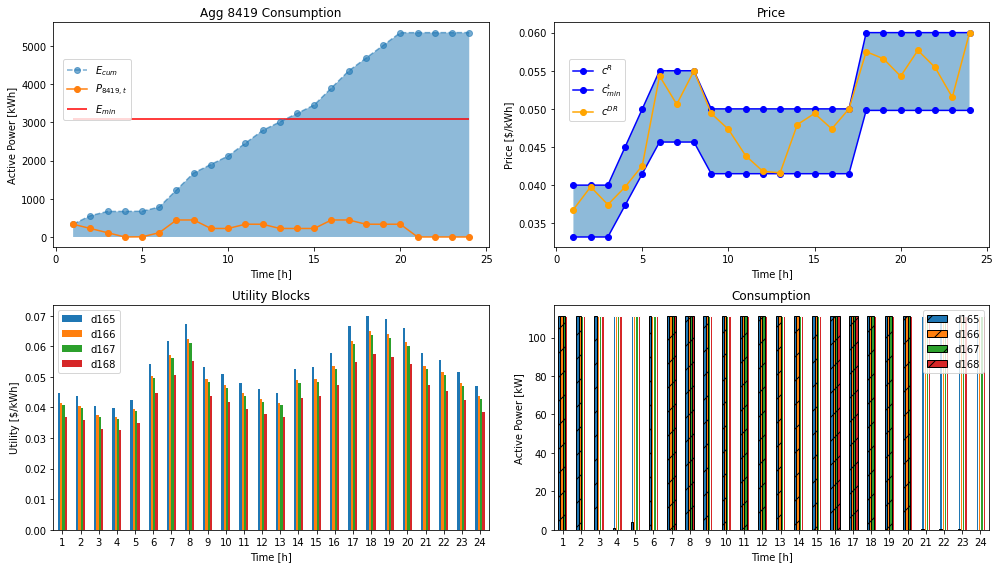 Agg 8419 Consumption
Active Power [kWh]
5000
4000
3000
2000
1000
0
E_cum
P_8419, t
E_min
0 5 10 15 20 25
Time [h]
Price
Price [$/kWh]
0.060
0.055
0.050
0.045
0.040
0.035
c^R
c^t_min
c^DR
0 5 10 15 20 25
Time [h]
Utility Blocks
Utility [$/kWh]
0.07
0.06
0.05
0.04
0.03
0.02
0.01
0.00
d165
d166
d167
d168
1 2 3 4 5 6 7 8 9 10 11 12 13 14 15 16 17 18 19 20 21 22 23 24
Time [h]
Consumption
Active Power [kW]
100
80
60
40
20
0
d165
d166
d167
d168
1 2 3 4 5 6 7 8 9 10 11 12 13 14 15 16 17 18 19 20 21 22 23 24
Time [h]